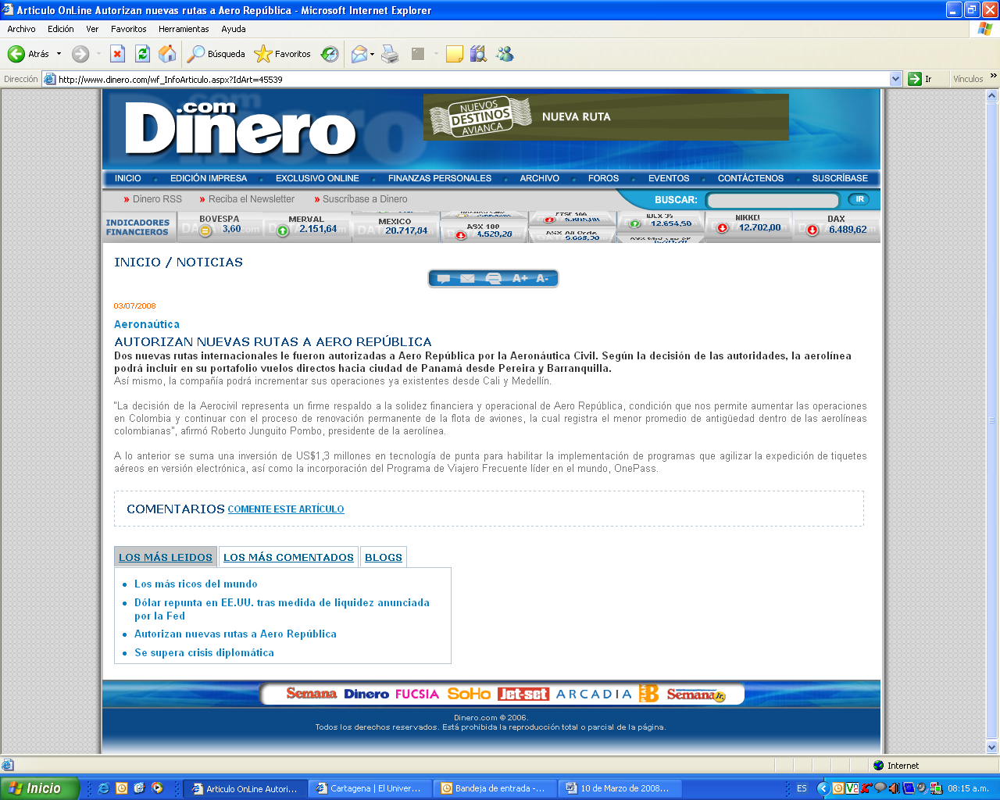 Articulo OnLine Autorizan nuevas rutas a Aero República - Microsoft Internet Explorer
Archivo Edición Ver Favoritos Herramientas Ayuda
Atrás Búsqueda Favoritos
Dirección http://www.dinero.com/wf_InfoArticulo.aspx?IdArt=45539 Ir Vínculos »
.com
Dinero
NUEVOS DESTINOS AVIANCA NUEVA RUTA
INICIO EDICIÓN IMPRESA EXCLUSIVO ONLINE FINANZAS PERSONALES ARCHIVO FOROS EVENTOS CONTÁCTENOS SUSCRÍBASE
» Dinero RSS » Reciba el Newsletter » Suscríbase a Dinero BUSCAR: IR
INDICADORES FINANCIEROS
BOVESPA 3,60
MERVAL 2.151,64
MEXICO 20.717,84
ASX 100 4.529,20
FTSE 100
12.654,50
NIKKEI 12.702,00
DAX 6.489,62
INICIO / NOTICIAS
A+ A-
03/07/2008
Aeronaútica
AUTORIZAN NUEVAS RUTAS A AERO REPÚBLICA
Dos nuevas rutas internacionales le fueron autorizadas a Aero República por la Aeronáutica Civil. Según la decisión de las autoridades, la aerolínea
podrá incluir en su portafolio vuelos directos hacia ciudad de Panamá desde Pereira y Barranquilla.
Así mismo, la compañía podrá incrementar sus operaciones ya existentes desde Cali y Medellín.
"La decisión de la Aerocivil representa un firme respaldo a la solidez financiera y operacional de Aero República, condición que nos permite aumentar las operaciones
en Colombia y continuar con el proceso de renovación permanente de la flota de aviones, la cual registra el menor promedio de antigüedad dentro de las aerolíneas
colombianas", afirmó Roberto Junguito Pombo, presidente de la aerolínea.
A lo anterior se suma una inversión de US$1,3 millones en tecnología de punta para habilitar la implementación de programas que agilizar la expedición de tiquetes
aéreos en versión electrónica, así como la incorporación del Programa de Viajero Frecuente líder en el mundo, OnePass.
COMENTARIOS COMENTE ESTE ARTÍCULO
LOS MÁS LEIDOS LOS MÁS COMENTADOS BLOGS
• Los más ricos del mundo
• Dólar repunta en EE.UU. tras medida de liquidez anunciada
por la Fed
• Autorizan nuevas rutas a Aero República
• Se supera crisis diplomática
Semana Dinero FUCSIA SoHo Jet-set ARCADIA Semana Jr.
Dinero.com © 2006.
Todos los derechos reservados. Está prohibida la reproducción total o parcial de la página.
Internet
Inicio Articulo OnLine Autori... Cartagena | El Univer... Bandeja de entrada -... 10 de Marzo de 2008... ES 08:15 a.m.